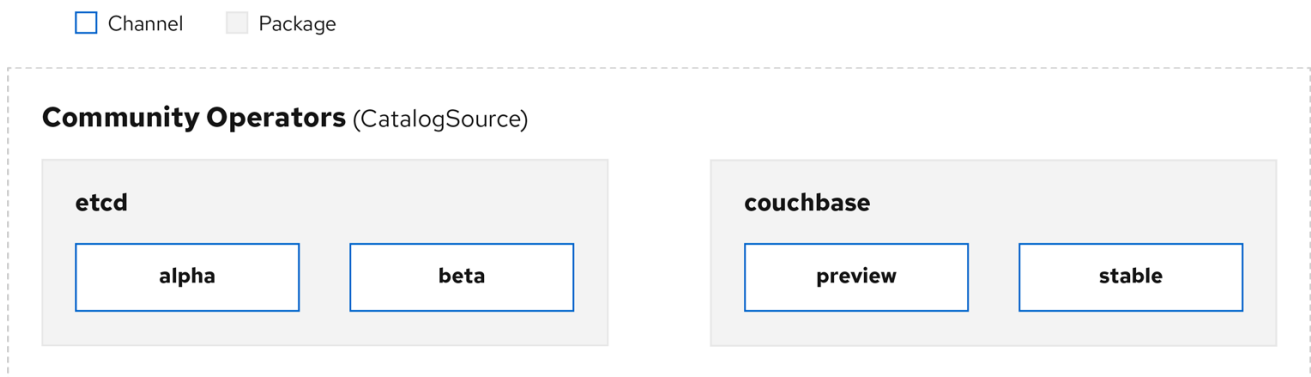 Channel Package
Community Operators (CatalogSource)
etcd
alpha beta
couchbase
preview stable